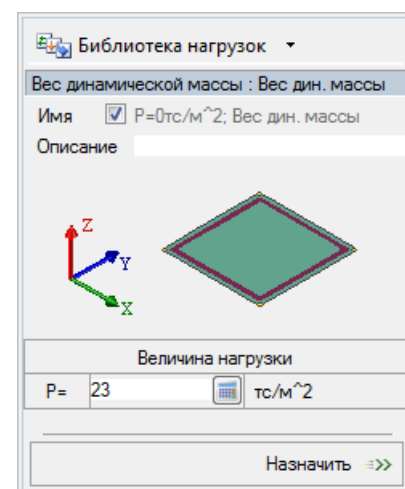 Библиотека нагрузок
Вес динамической массы : Вес дин. массы
Имя P=0тс/м^2; Вес дин. массы
Описание
Z
Y
X
Величина нагрузки
P= 23 тс/м^2
Назначить